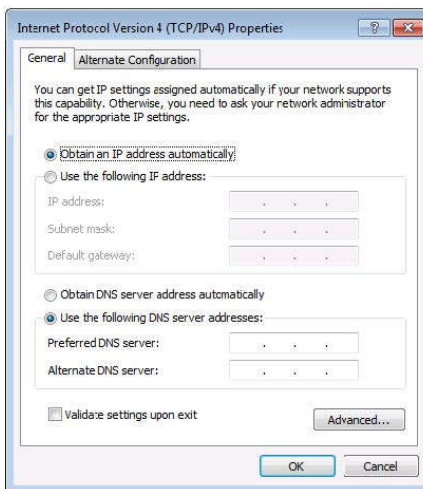 Internet Protocol Version 4 (TCP/IPv4) Properties
General
Alternate Configuration
You can get IP settings assigned automatically if your network supports
this capability. Otherwise, you need to ask your network administrator
for the appropriate IP settings.
Obtain an IP address automatically
Use the following IP address:
IP address:
Subnet mask:
Default gateway:
Obtain DNS server address automatically
Use the following DNS server addresses:
Preferred DNS server:
Alternate DNS server:
Validate settings upon exit
Advanced...
OK
Cancel